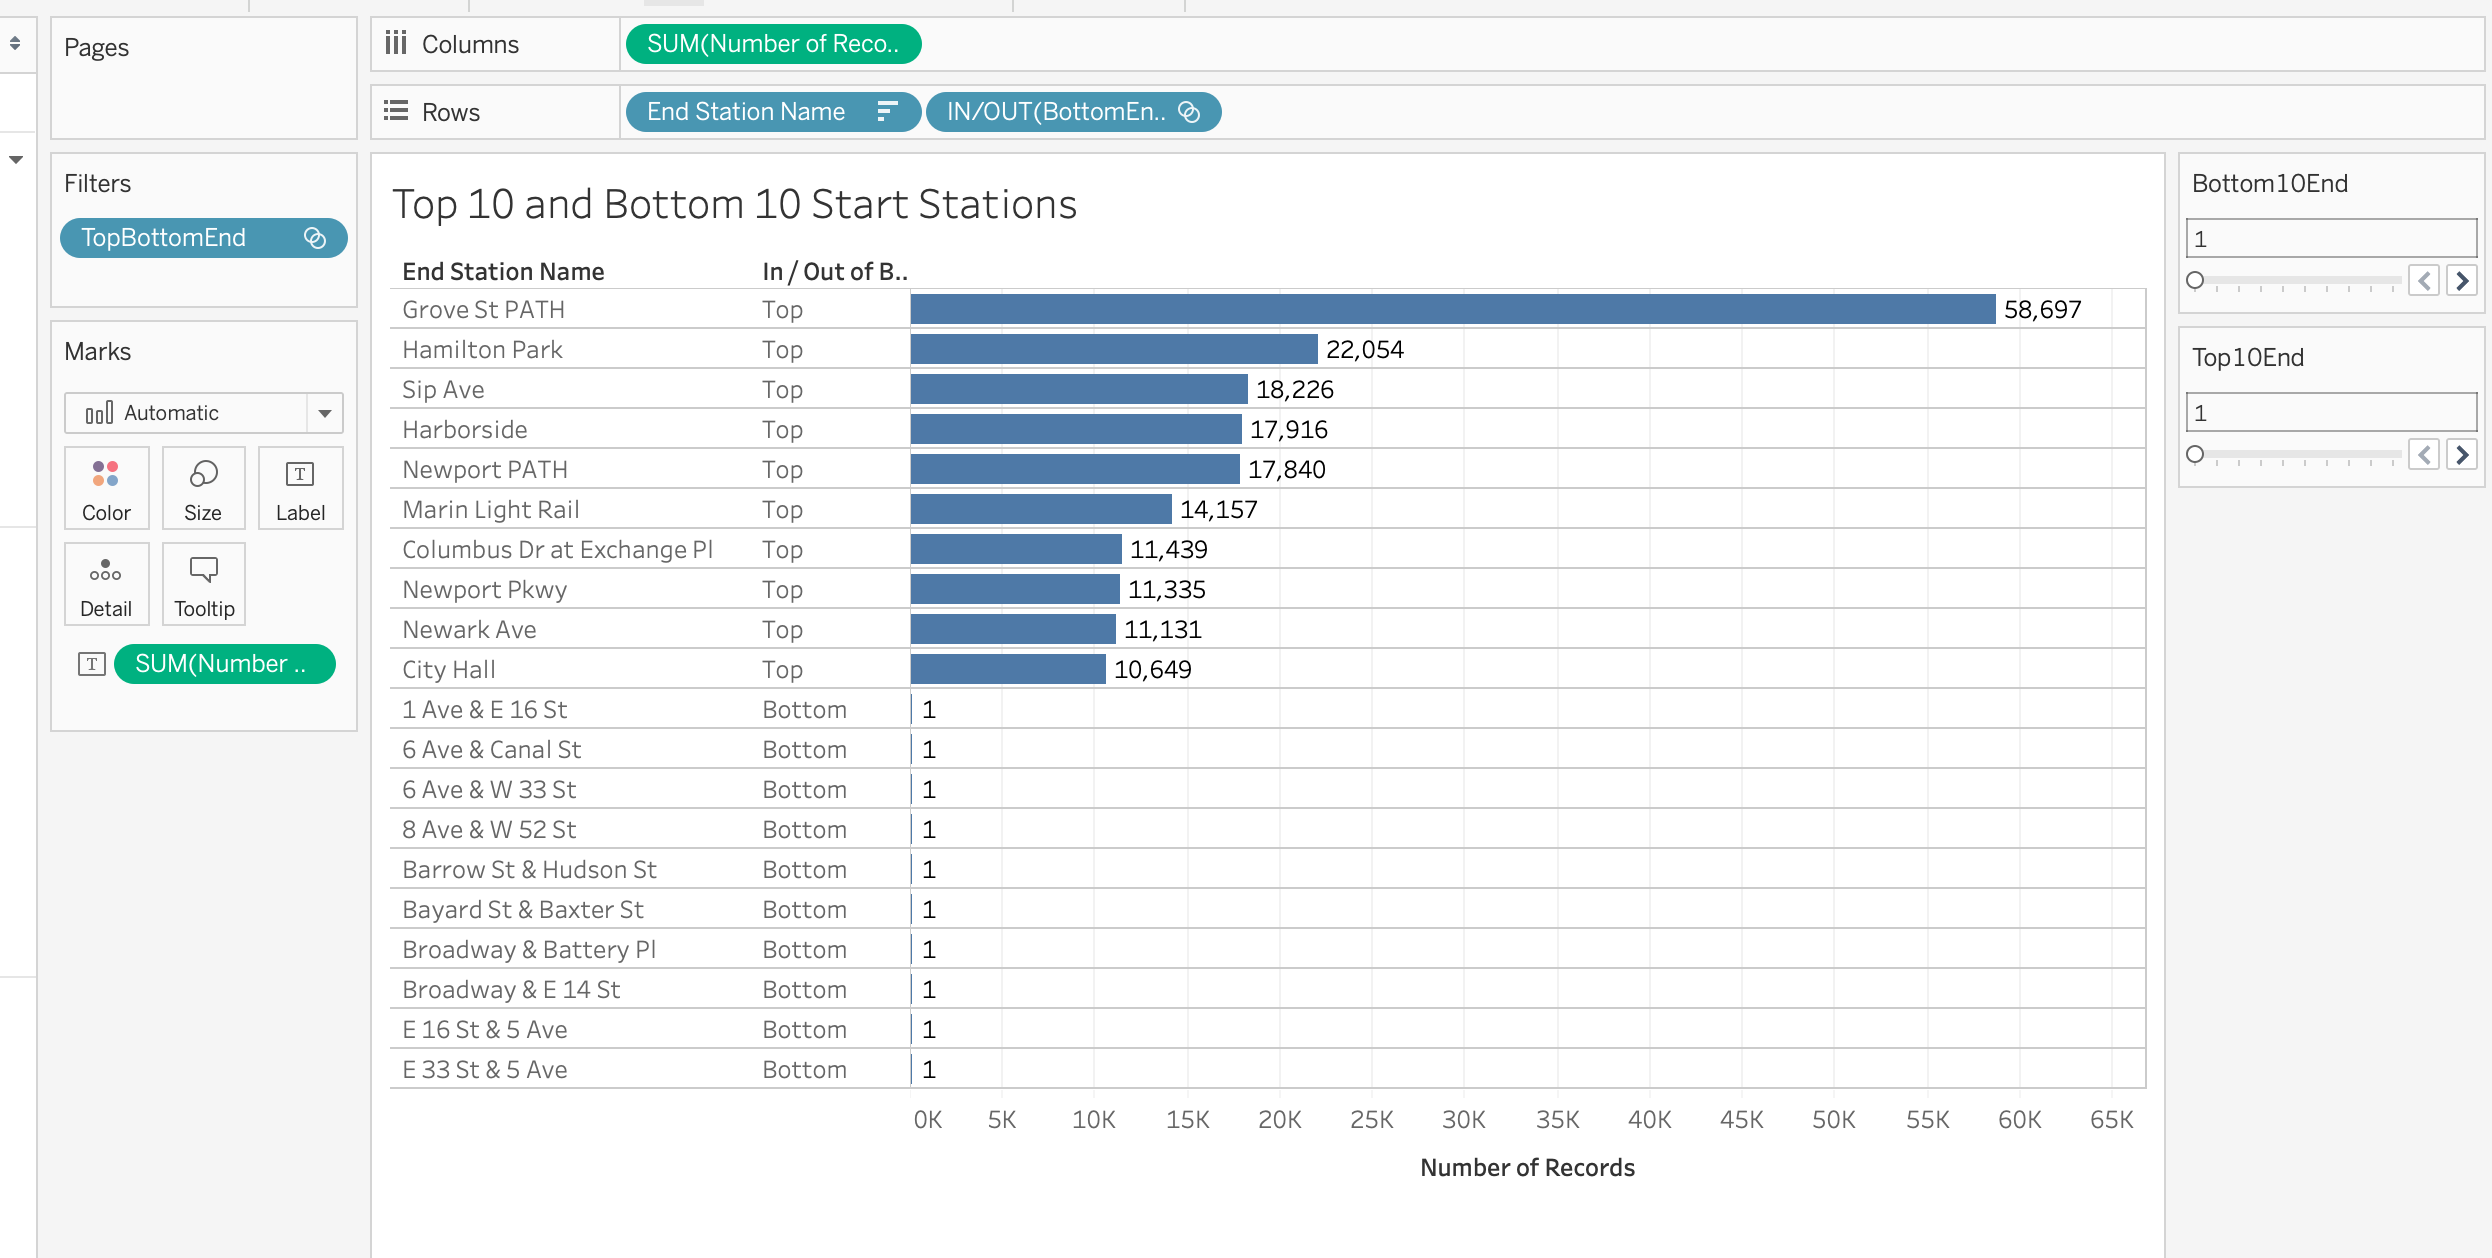 Pages
Columns
SUM(Number of Reco..
Rows
End Station Name
IN/OUT(BottomEn..
Filters
TopBottomEnd
Marks
Automatic
Color
Size
T
Label
Detail
Tooltip
T
SUM(Number ..
Top 10 and Bottom 10 Start Stations
End Station Name In / Out of B..
Grove St PATH Top 58,697
Hamilton Park Top 22,054
Sip Ave Top 18,226
Harborside Top 17,916
Newport PATH Top 17,840
Marin Light Rail Top 14,157
Columbus Dr at Exchange Pl Top 11,439
Newport Pkwy Top 11,335
Newark Ave Top 11,131
City Hall Top 10,649
1 Ave & E 16 St Bottom 1
6 Ave & Canal St Bottom 1
6 Ave & W 33 St Bottom 1
8 Ave & W 52 St Bottom 1
Barrow St & Hudson St Bottom 1
Bayard St & Baxter St Bottom 1
Broadway & Battery Pl Bottom 1
Broadway & E 14 St Bottom 1
E 16 St & 5 Ave Bottom 1
E 33 St & 5 Ave Bottom 1
0K 5K 10K 15K 20K 25K 30K 35K 40K 45K 50K 55K 60K 65K
Number of Records
Bottom10End
1
Top10End
1